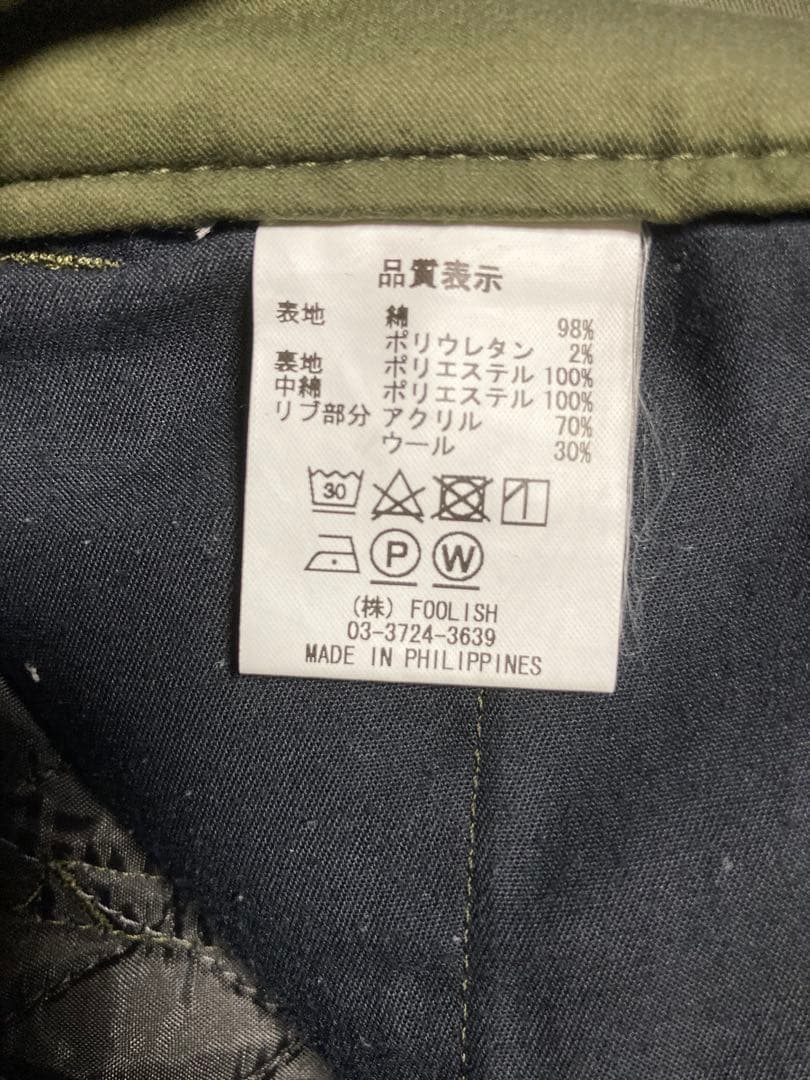 品質表示
表地 綿 98%
ポリウレタン 2%
裏地 ポリエステル 100%
中綿 ポリエステル 100%
リブ部分 アクリル 70%
ウール 30%
30
P W
(株) FOOLISH
03-3724-3639
MADE IN PHILIPPINES